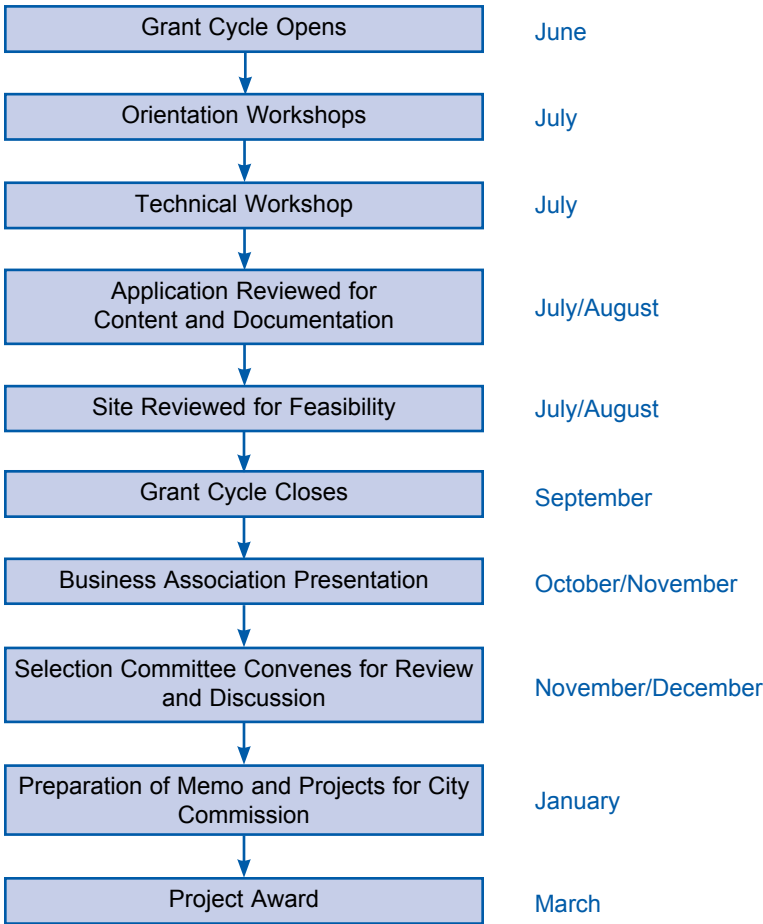 Grant Cycle Opens
June
Orientation Workshops
July
Technical Workshop
July
Application Reviewed for
Content and Documentation
July/August
Site Reviewed for Feasibility
July/August
Grant Cycle Closes
September
Business Association Presentation
October/November
Selection Committee Convenes for Review
and Discussion
November/December
Preparation of Memo and Projects for City
Commission
January
Project Award
March